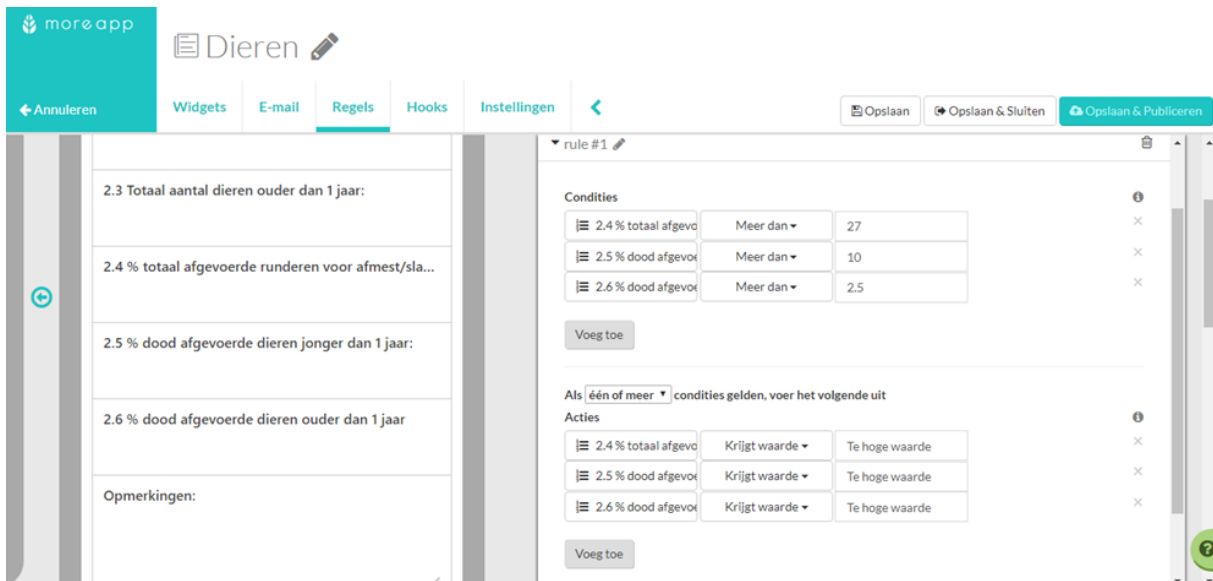 moreapp
Dieren
Annuleren
Widgets
E-mail
Regels
Hooks
Instellingen
Opslaan
Opslaan & Sluiten
Opslaan & Publiceren
2.3 Totaal aantal dieren ouder dan 1 jaar:
2.4 % totaal afgevoerde runderen voor afmest/sla...
2.5 % dood afgevoerde dieren jonger dan 1 jaar:
2.6 % dood afgevoerde dieren ouder dan 1 jaar
Opmerkingen:
rule #1
Condities
2.4 % totaal afgevo Meer dan 27
2.5 % dood afgevoe Meer dan 10
2.6 % dood afgevoe Meer dan 2.5
Voeg toe
Als één of meer condities gelden, voer het volgende uit
Acties
2.4 % totaal afgevo Krijgt waarde Te hoge waarde
2.5 % dood afgevoe Krijgt waarde Te hoge waarde
2.6 % dood afgevoe Krijgt waarde Te hoge waarde
Voeg toe